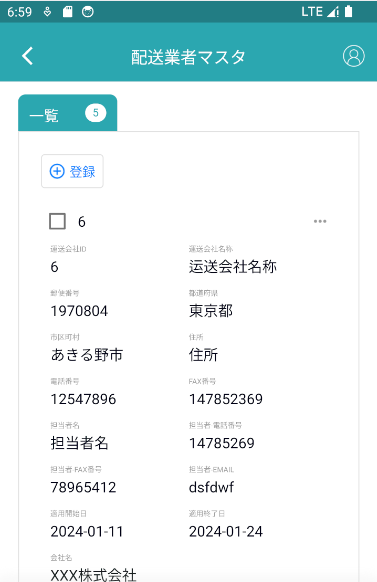 6:59 LTE
配送業者マスタ
一覧 5
登録
6
運送会社ID 運送会社名称
6 运送会社名称
郵便番号 都道府県
1970804 東京都
市区町村 住所
あきる野市 住所
電話番号 FAX番号
12547896 147852369
担当者名 担当者 電話番号
担当者名 14785269
担当者 FAX番号 担当者 EMAIL
78965412 dsfdwf
適用開始日 適用終了日
2024-01-11 2024-01-24
会社名
XXX株式会社